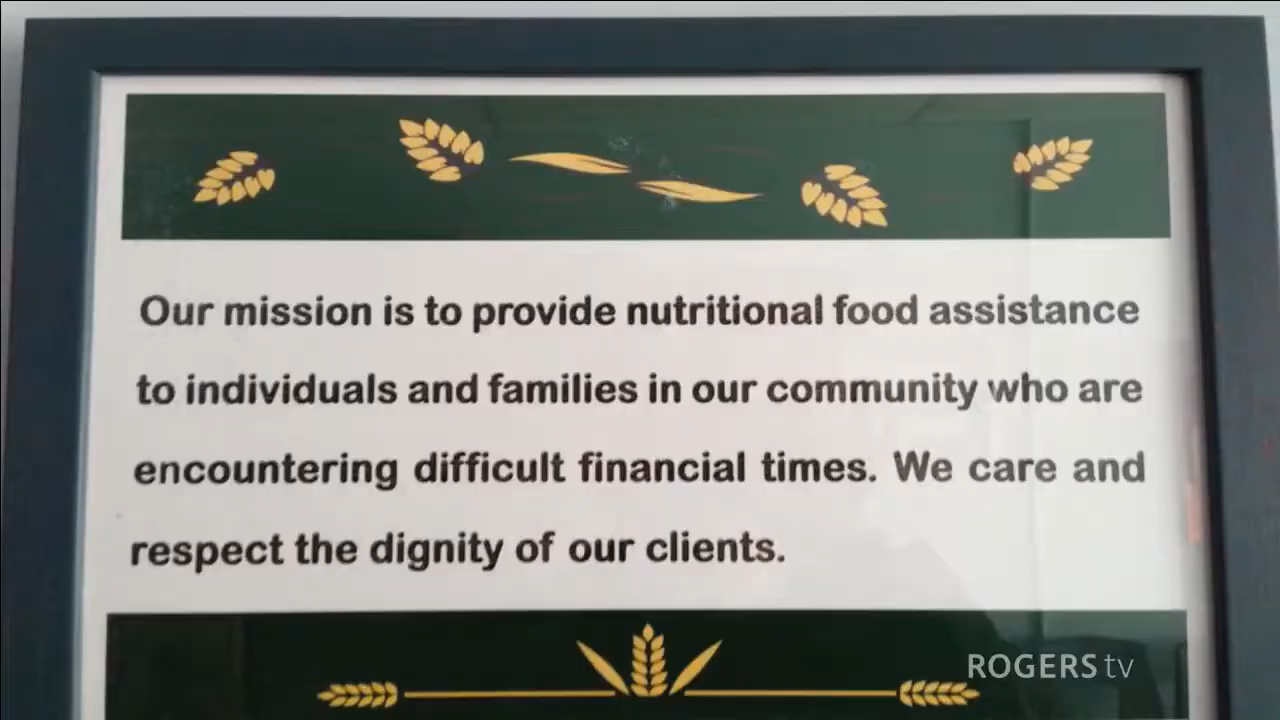 Our mission is to provide nutritional food assistance
to individuals and families in our community who are
encountering difficult financial times. We care and
respect the dignity of our clients.
ROGERS tv